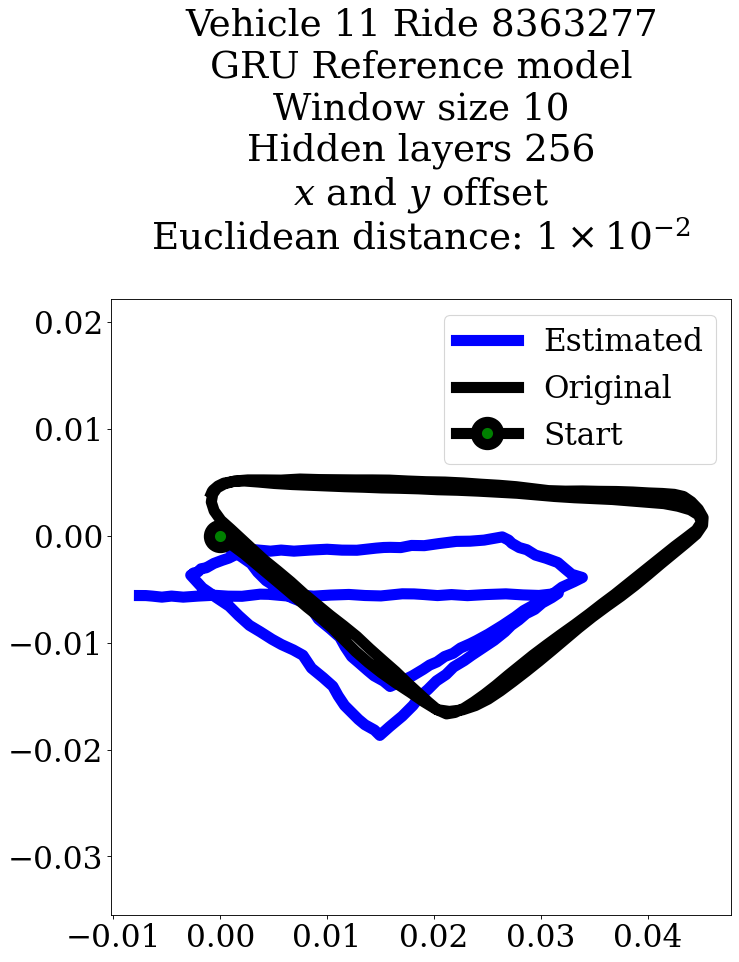 Vehicle 11 Ride 8363277
GRU Reference model
Window size 10
Hidden layers 256
x and y offset
Euclidean distance: 1 × 10⁻²
Estimated
Original
Start
0.02
0.01
0.00
−0.01
−0.02
−0.03
−0.01 0.00 0.01 0.02 0.03 0.04